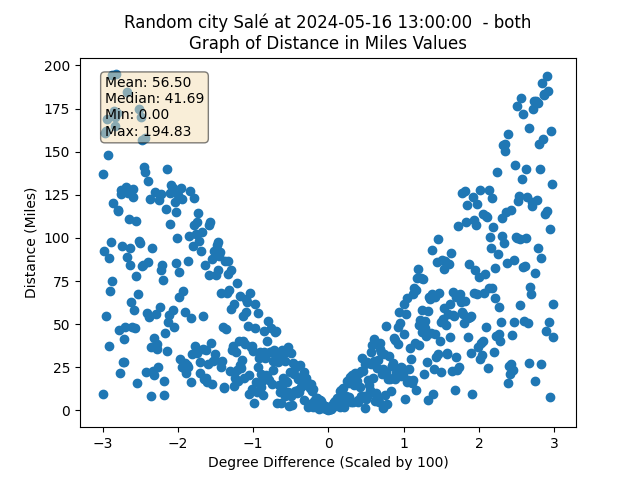 Random city Salé at 2024-05-16 13:00:00  - both
Graph of Distance in Miles Values
Mean: 56.50
Median: 41.69
Min: 0.00
Max: 194.83
200
175
150
125
100
75
50
25
0
Distance (Miles)
−3 −2 −1 0 1 2 3
Degree Difference (Scaled by 100)